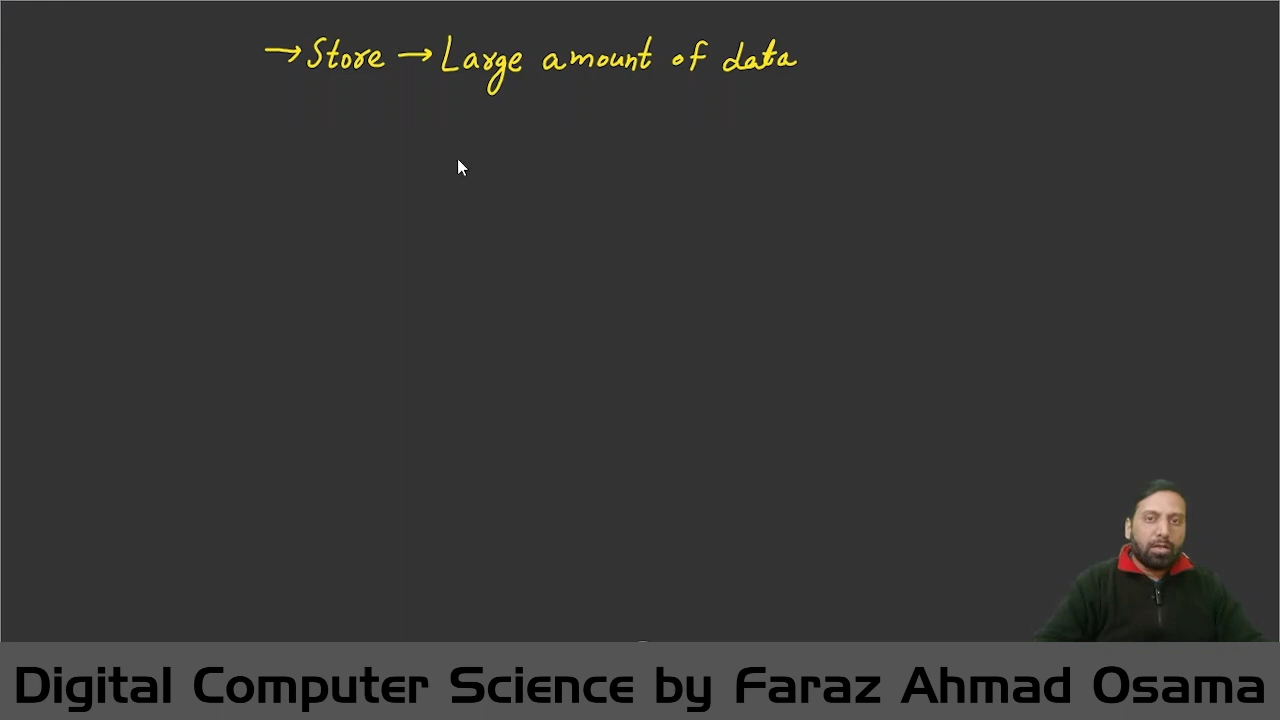 → Store → Large amount of data
Digital Computer Science by Faraz Ahmad Osama